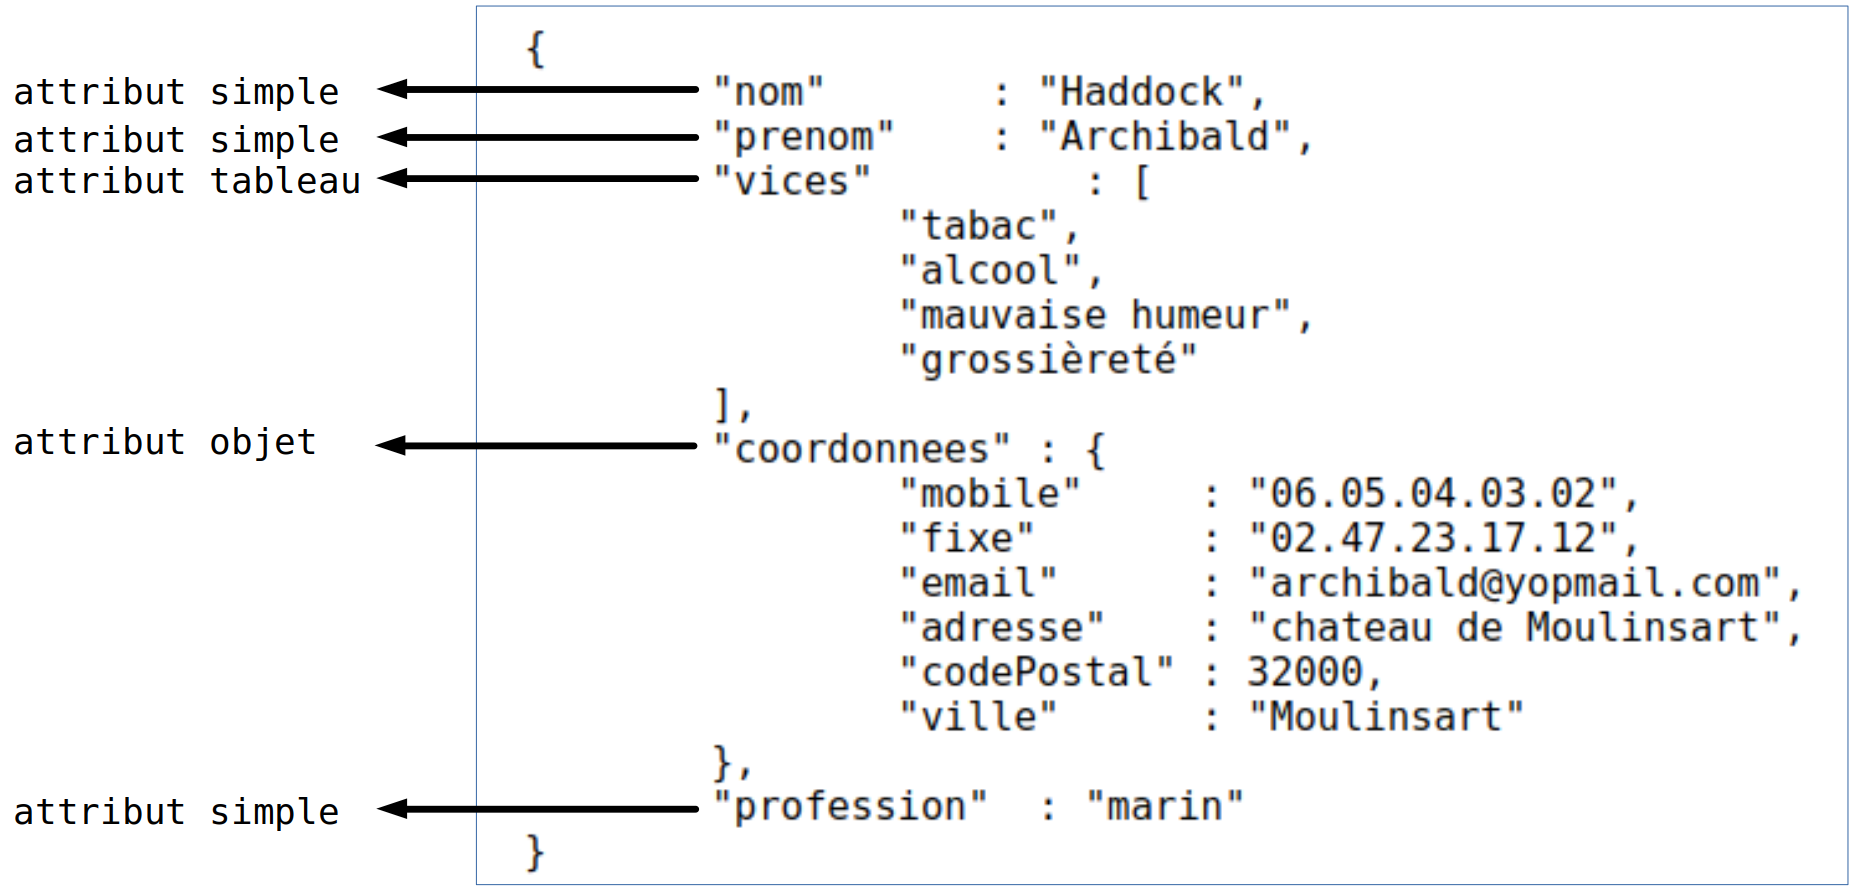 {
attribut simple "nom" : "Haddock",
attribut simple "prenom" : "Archibald",
attribut tableau "vices" : [
"tabac",
"alcool",
"mauvaise humeur",
"grossièreté"
],
attribut objet "coordonnees" : {
"mobile" : "06.05.04.03.02",
"fixe" : "02.47.23.17.12",
"email" : "archibald@yopmail.com",
"adresse" : "chateau de Moulinsart",
"codePostal" : 32000,
"ville" : "Moulinsart"
},
attribut simple "profession" : "marin"
}